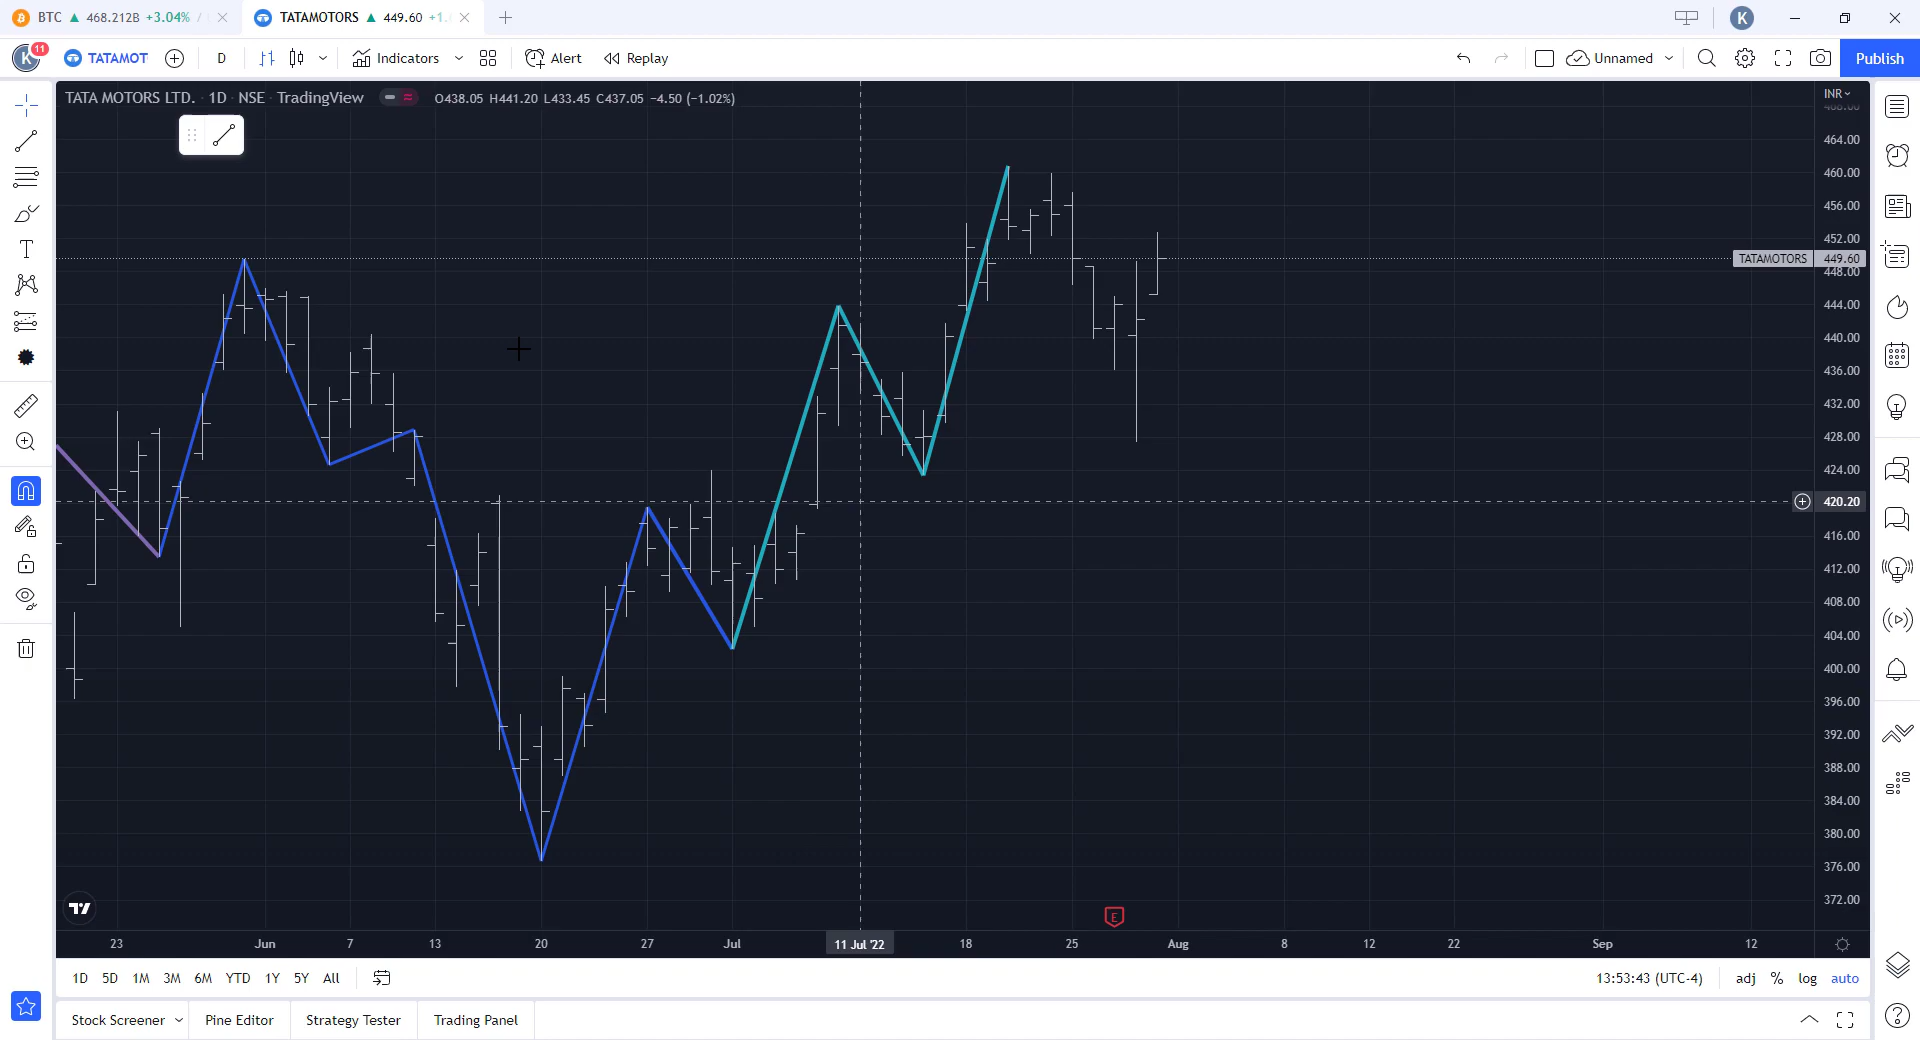 BTC ▲ 468.212B +3.04% /
TATAMOTORS ▲ 449.60 +1.
K
K 11 TATAMOT D Indicators Alert Replay Unnamed Publish
TATA MOTORS LTD. · 1D · NSE · TradingView O438.05 H441.20 L433.45 C437.05 −4.50 (−1.02%)
INR
468.00
464.00
460.00
456.00
452.00
TATAMOTORS 449.60
448.00
444.00
440.00
436.00
432.00
428.00
424.00
420.20
416.00
412.00
408.00
404.00
400.00
396.00
392.00
388.00
384.00
380.00
376.00
372.00
E
23 Jun 7 13 20 27 Jul 11 Jul '22 18 25 Aug 8 12 22 Sep 12
1D 5D 1M 3M 6M YTD 1Y 5Y All 13:53:43 (UTC-4) adj % log auto
Stock Screener Pine Editor Strategy Tester Trading Panel